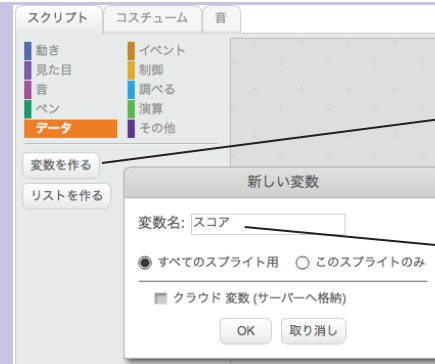 スクリプト コスチューム 音
動き イベント
見た目 制御
音 調べる
ペン 演算
データ その他
変数を作る
リストを作る
新しい変数
変数名: スコア
すべてのスプライト用 このスプライトのみ
クラウド 変数 (サーバーへ格納)
OK 取り消し